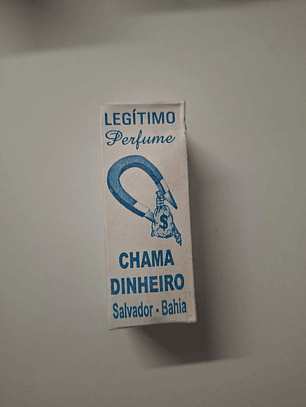 LEGÍTIMO
Perfume
$
CHAMA
DINHEIRO
Salvador - Bahia